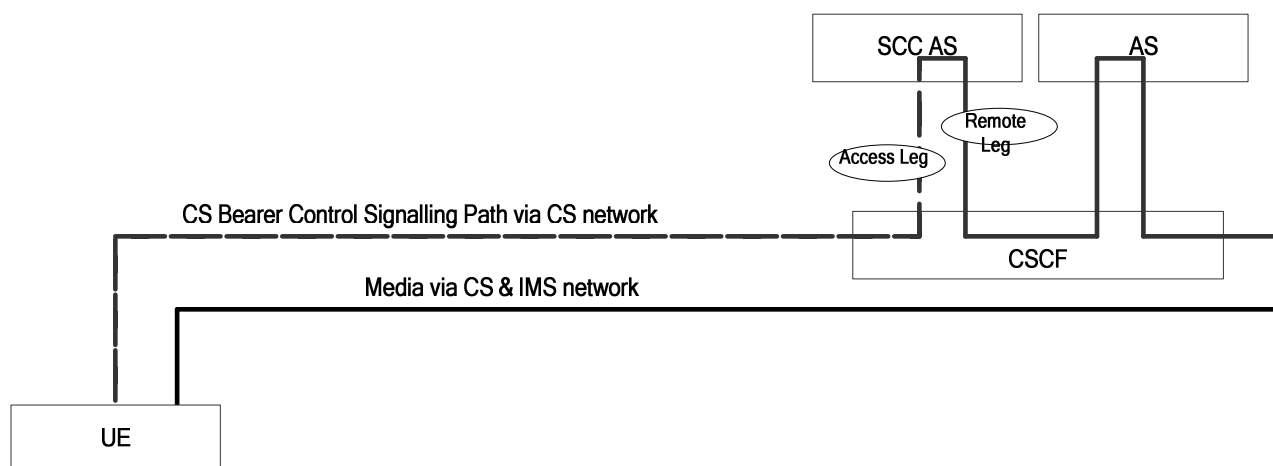 SCC AS
AS
Remote
Leg
Access Leg
CS Bearer Control Signalling Path via CS network
CSCF
Media via CS & IMS network
UE